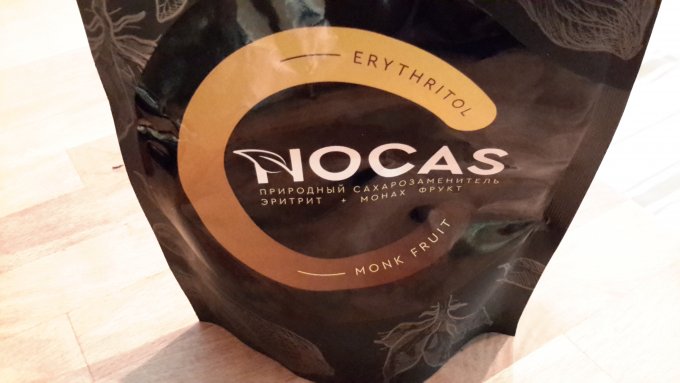 ERYTHRITOL
NOCAS
ПРИРОДНЫЙ САХАРОЗАМЕНИТЕЛЬ
ЭРИТРИТ + МОНАХ ФРУКТ
MONK FRUIT